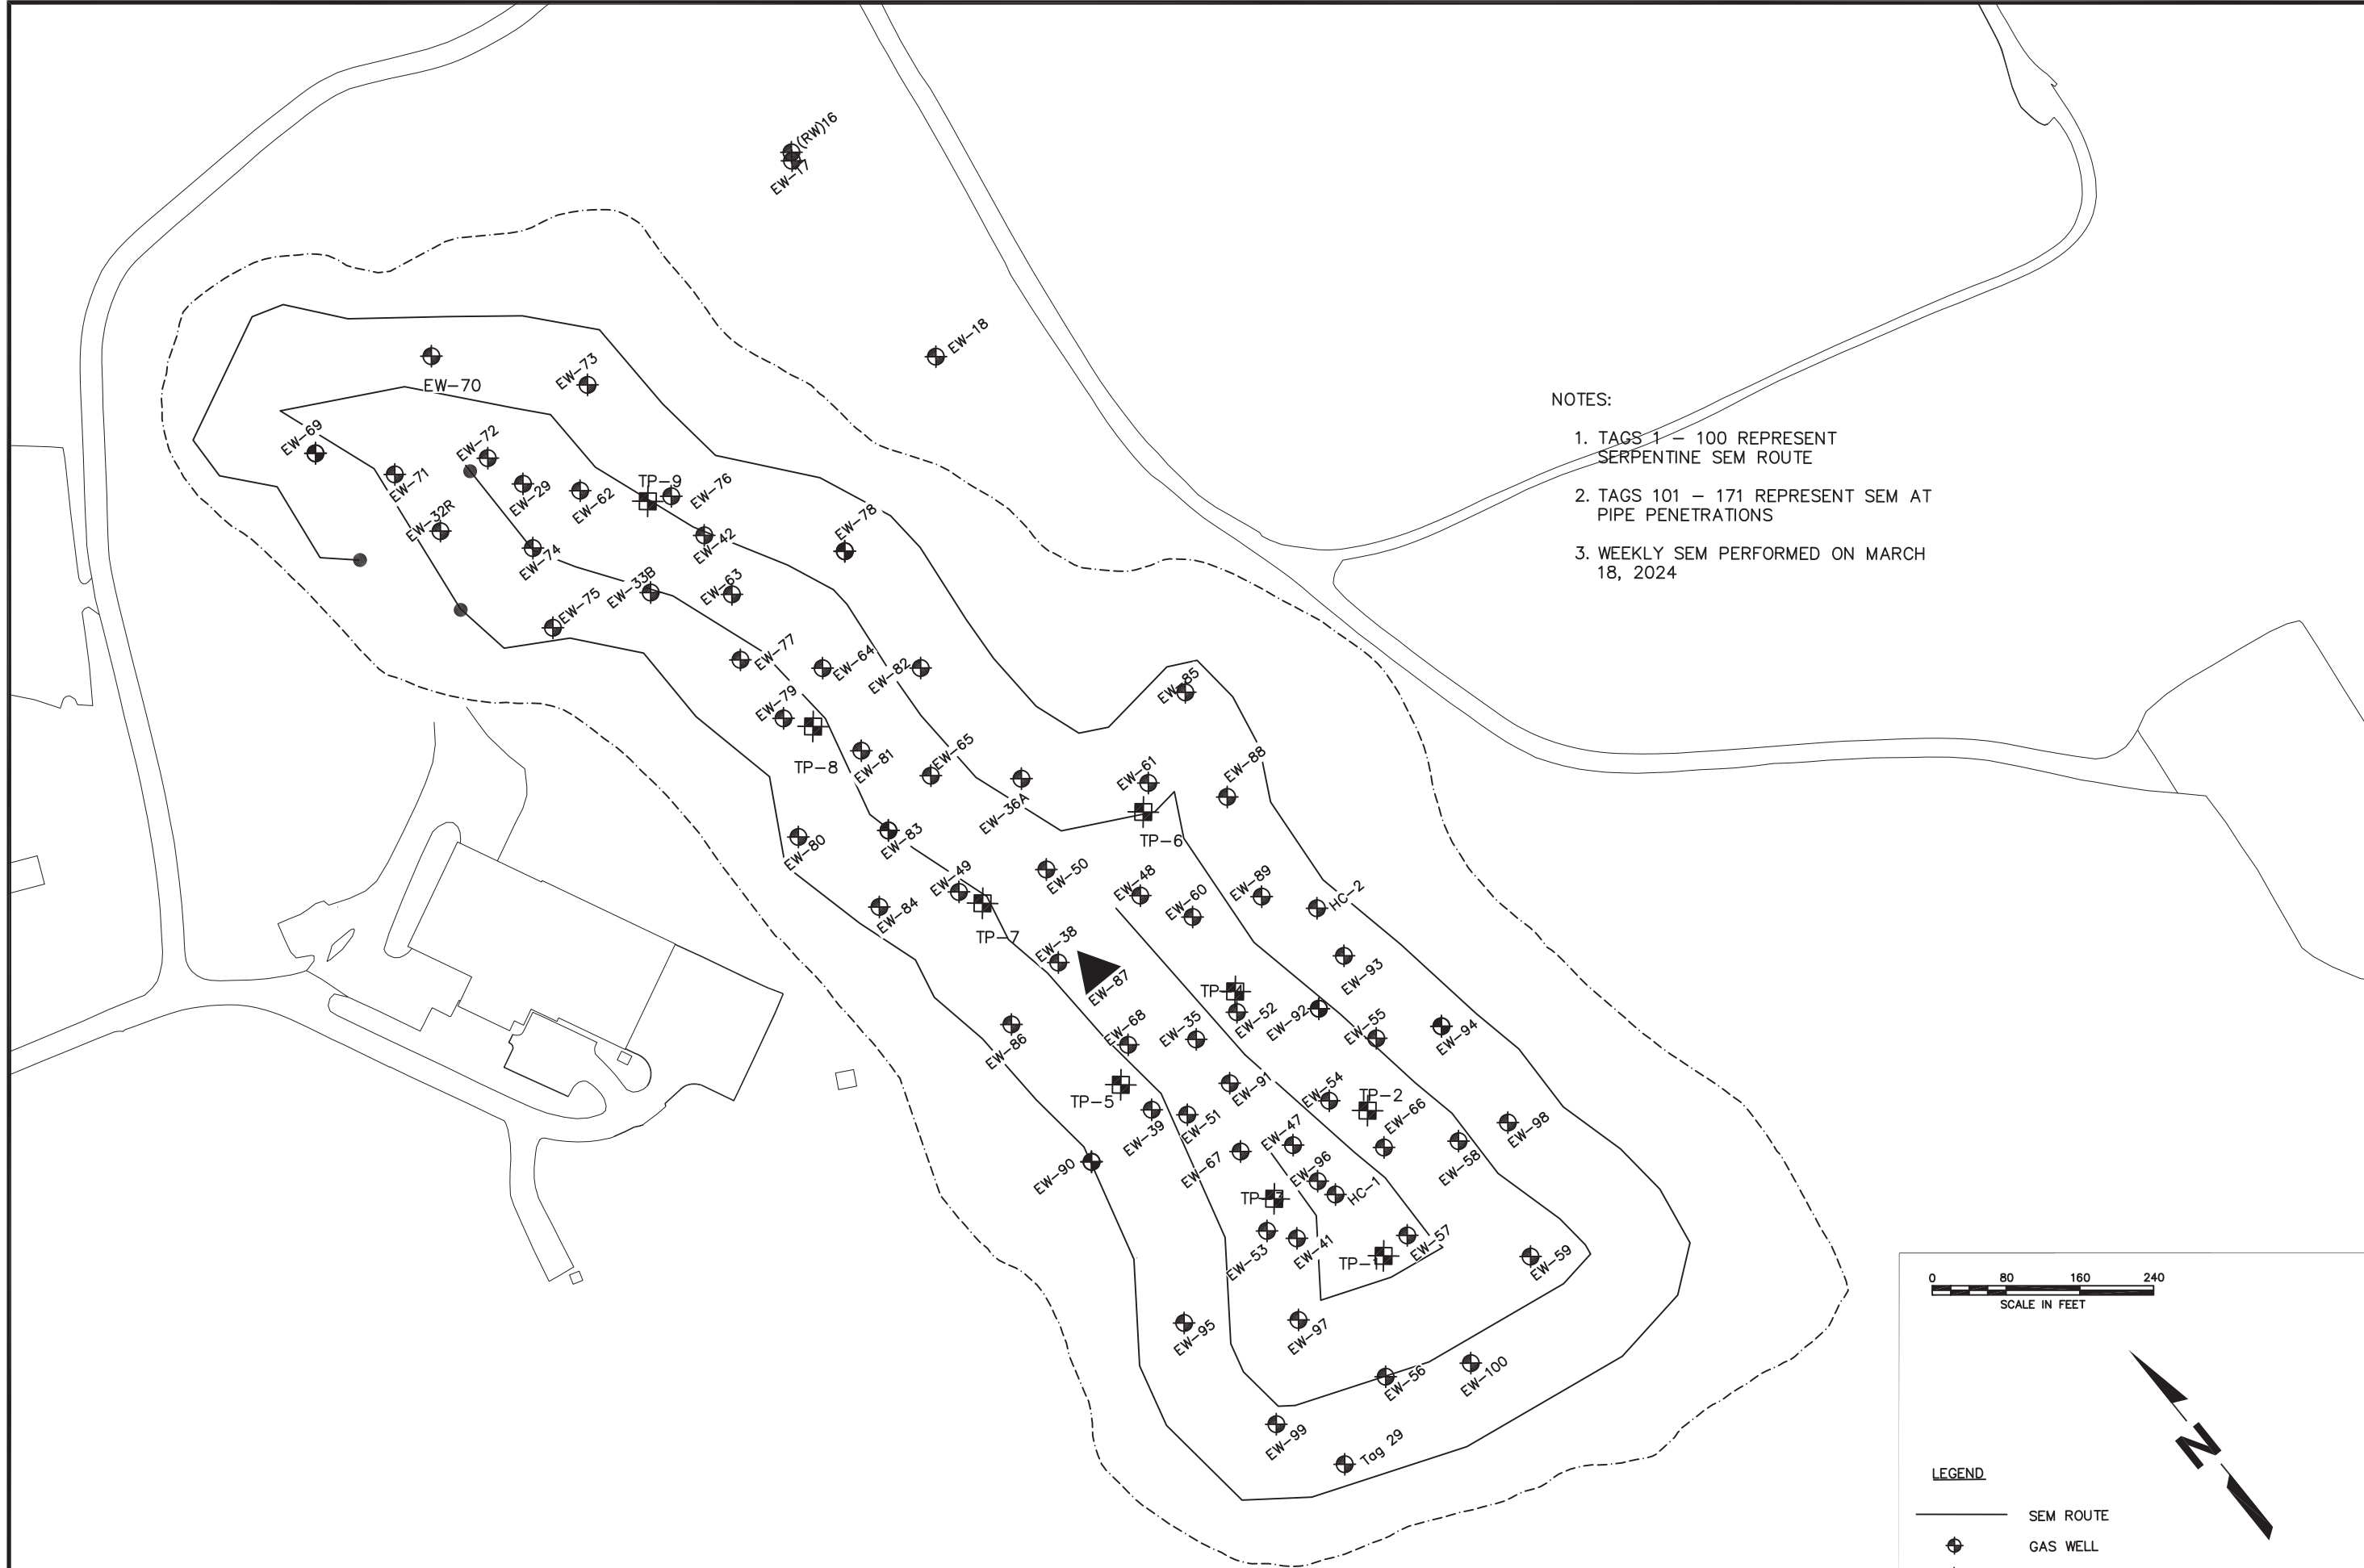 (RW)16
EW-17
EW-18
EW-73
EW-70
NOTES:
1. TAGS 1 - 100 REPRESENT
SERPENTINE SEM ROUTE
2. TAGS 101 - 171 REPRESENT SEM AT
PIPE PENETRATIONS
3. WEEKLY SEM PERFORMED ON MARCH
18, 2024
EW-69
EW-72
EW-71
EW-29
EW-62
TP-9
EW-76
EW-32R
EW-42
EW-78
EW-74
EW-33B
EW-63
EW-75
EW-77
EW-64
EW-82
EW-85
EW-79
TP-8
EW-81
EW-65
EW-36A
EW-61
EW-88
TP-6
EW-80
EW-83
EW-49
EW-50
EW-48
EW-60
EW-89
HC-2
EW-84
TP-7
EW-38
EW-87
EW-93
TP-4
EW-52
EW-92
EW-55
EW-94
EW-86
EW-68
EW-35
TP-5
EW-91
EW-54
TP-2
EW-66
EW-39
EW-51
EW-47
EW-58
EW-98
EW-90
EW-67
EW-96
HC-1
TP-3
EW-53
EW-41
TP-1
EW-57
EW-59
EW-95
EW-97
EW-56
EW-100
EW-99
Tag 29
0 80 160 240
SCALE IN FEET
N
LEGEND
SEM ROUTE
GAS WELL